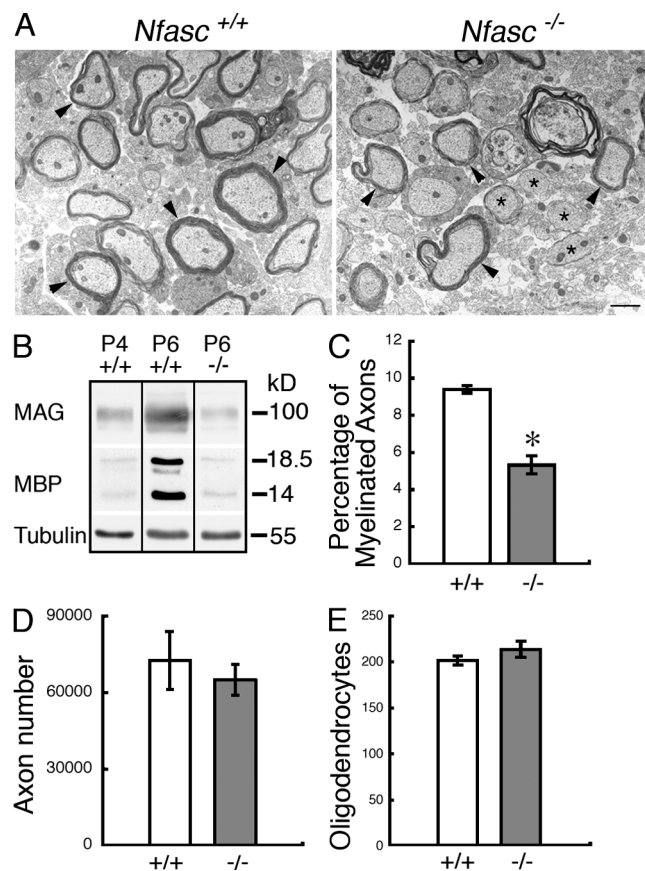 A
Nfasc +/+
Nfasc -/-
* * * *
B
P4 P6 P6
+/+ +/+ -/-
kD
MAG
100
MBP
18.5
14
Tubulin
55
C
Percentage of
Myelinated Axons
12
10
8
6
4
2
0
*
+/+ -/-
D
Axon number
90000
60000
30000
0
+/+ -/-
E
Oligodendrocytes
250
200
150
100
50
0
+/+ -/-